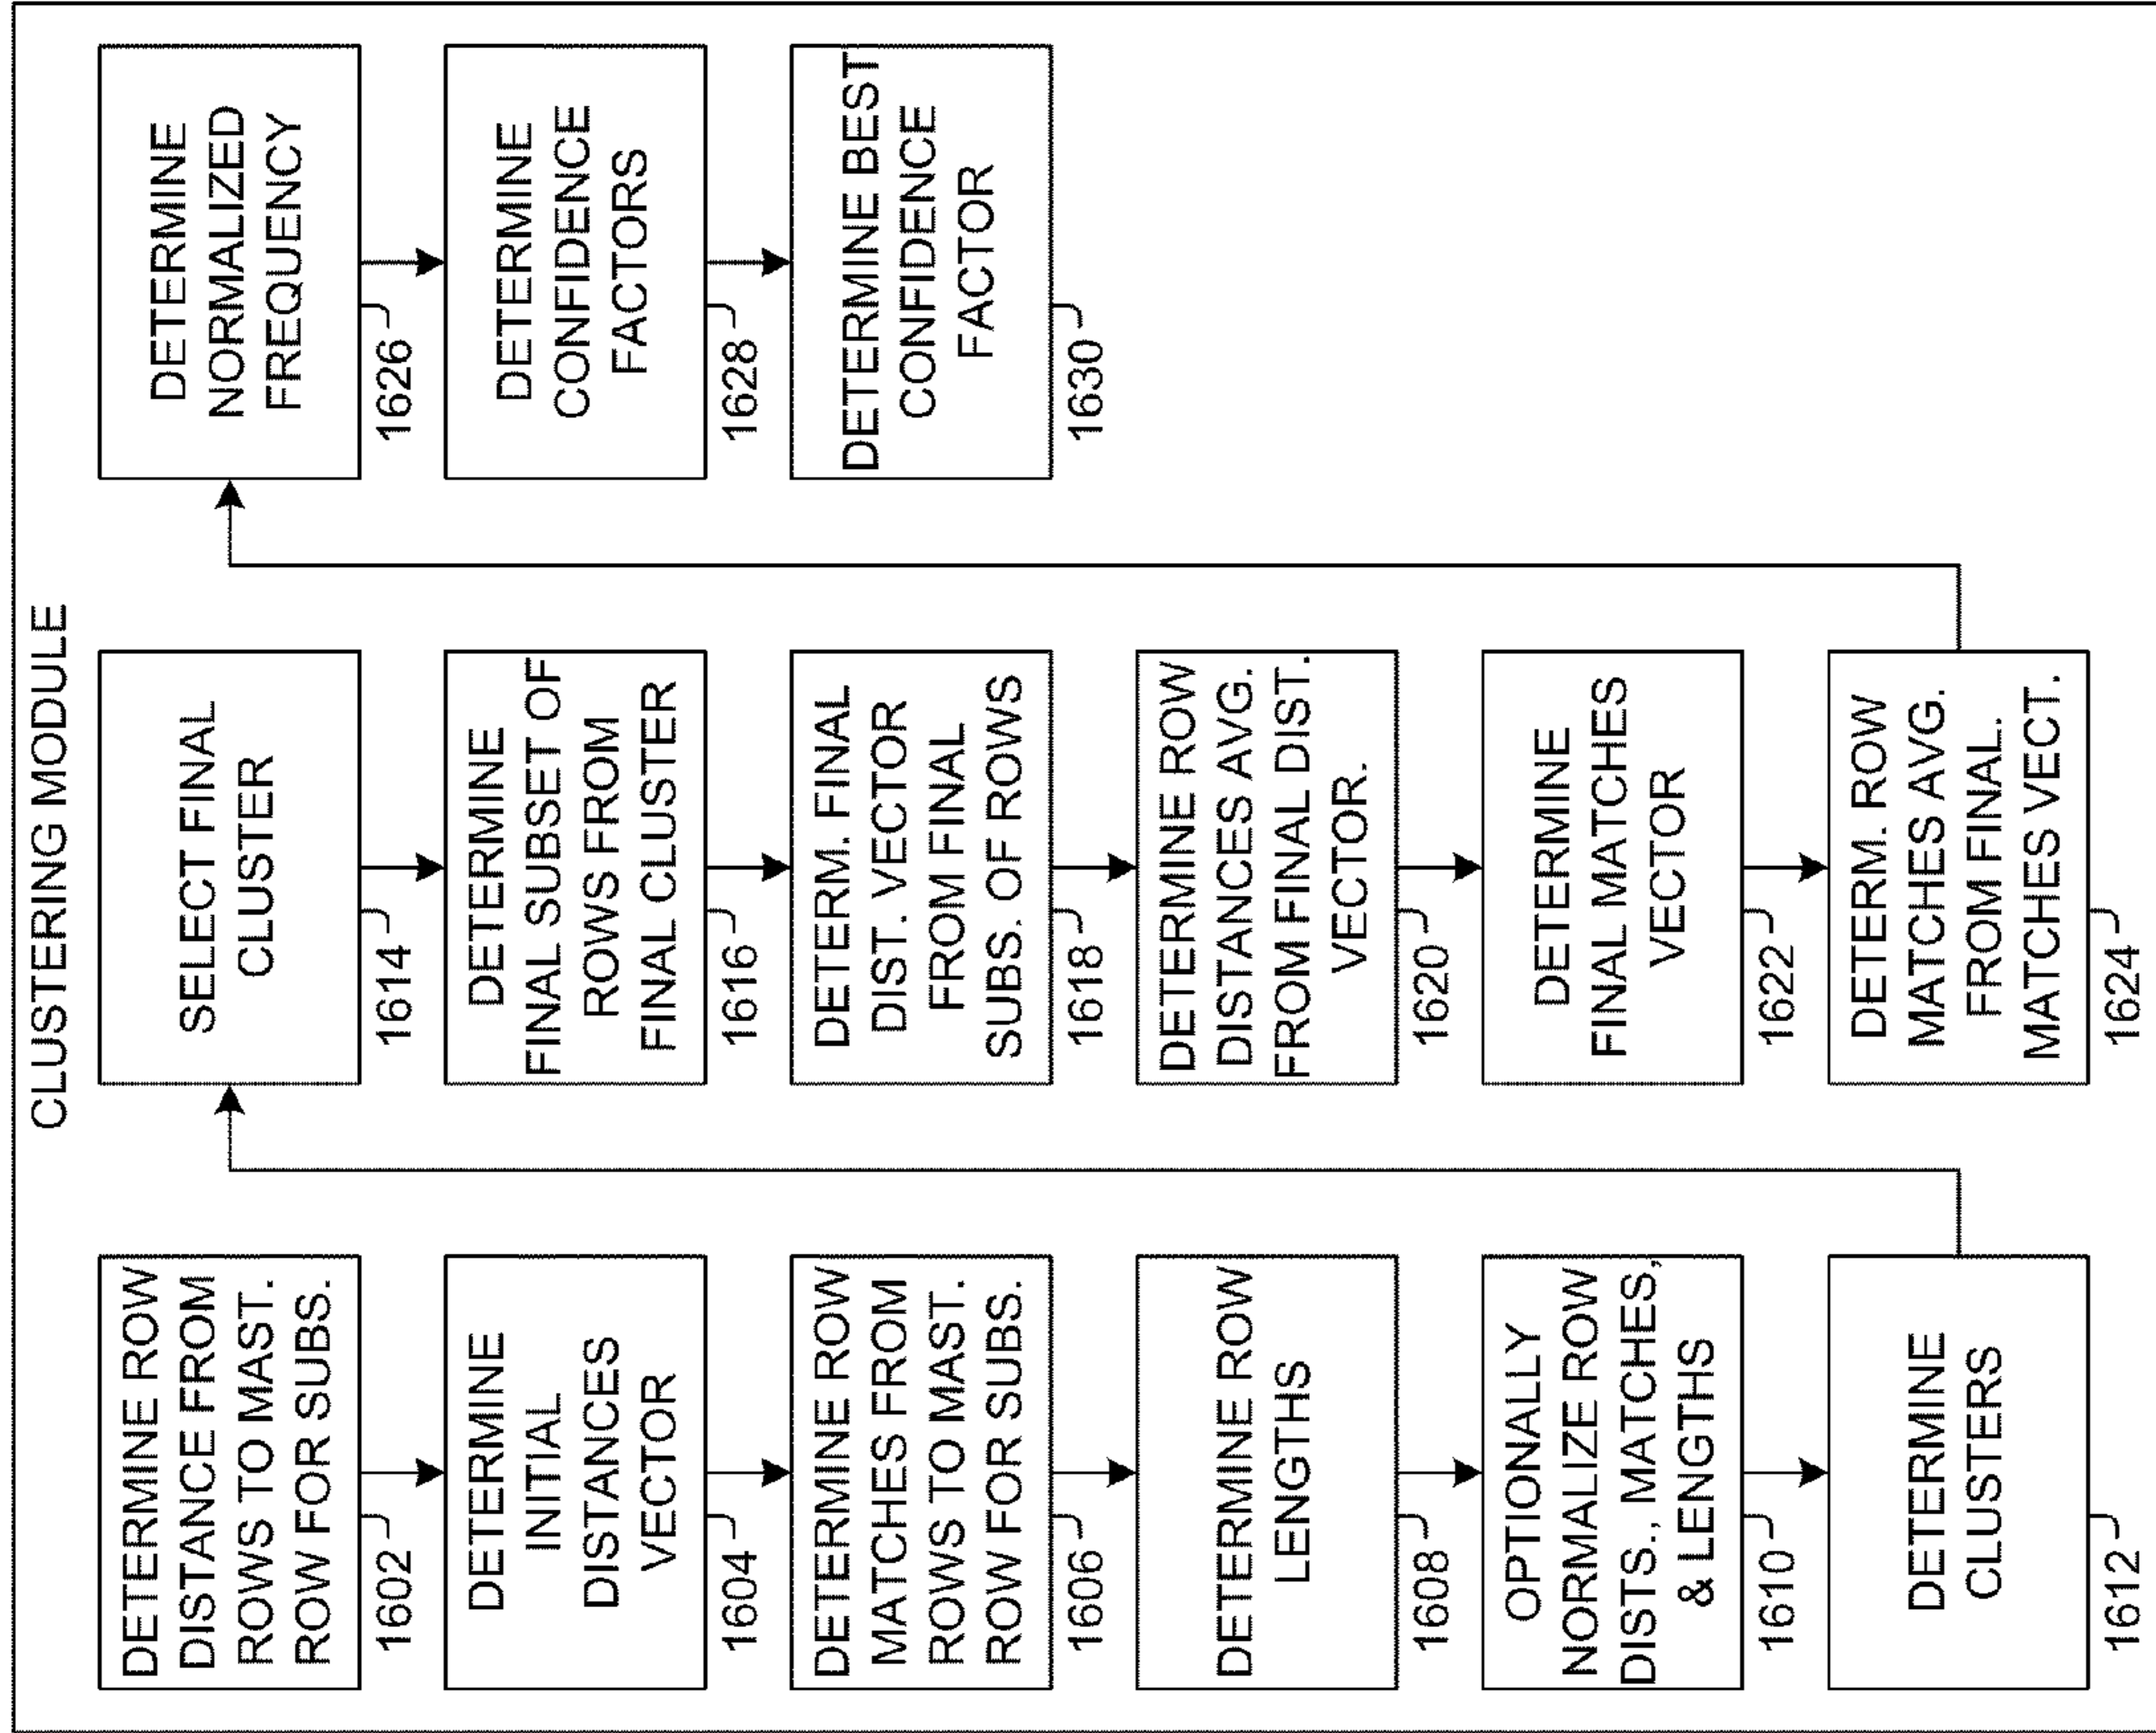 CLUSTERING MODULE
DETERMINE ROW
DISTANCE FROM
ROWS TO MAST.
ROW FOR SUBS.
1602
DETERMINE
INITIAL
DISTANCES
VECTOR
1604
DETERMINE ROW
MATCHES FROM
ROWS TO MAST.
ROW FOR SUBS.
1606
DETERMINE ROW
LENGTHS
1608
OPTIONALLY
NORMALIZE ROW
DISTS., MATCHES,
& LENGTHS
1610
DETERMINE
CLUSTERS
1612
SELECT FINAL
CLUSTER
1614
DETERMINE
FINAL SUBSET OF
ROWS FROM
FINAL CLUSTER
1616
DETERM. FINAL
DIST. VECTOR
FROM FINAL
SUBS. OF ROWS
1618
DETERMINE ROW
DISTANCES AVG.
FROM FINAL DIST.
VECTOR.
1620
DETERMINE
FINAL MATCHES
VECTOR
1622
DETERM. ROW
MATCHES AVG.
FROM FINAL.
MATCHES VECT.
1624
DETERMINE
NORMALIZED
FREQUENCY
1626
DETERMINE
CONFIDENCE
FACTORS
1628
DETERMINE BEST
CONFIDENCE
FACTOR
1630